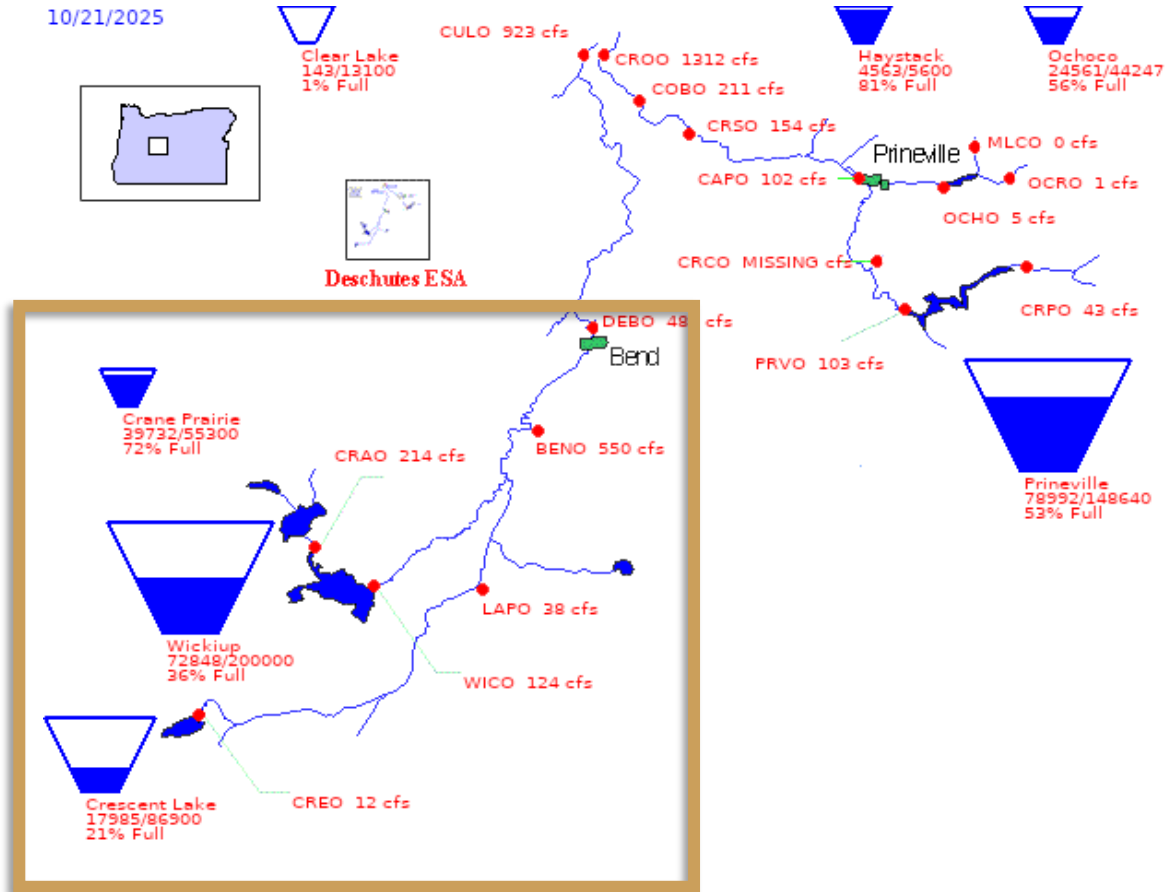 10/21/2025
Clear Lake
143/13100
1% Full
CULO 923 cfs
CROO 1312 cfs
COBO 211 cfs
CRSO 154 cfs
Haystack
4563/5600
81% Full
Ochoco
24561/44247
56% Full
Prineville
MLCO 0 cfs
CAPO 102 cfs
OCRO 1 cfs
OCHO 5 cfs
Deschutes ESA
CRCO MISSING cfs
CRPO 43 cfs
PRVO 103 cfs
DEBO 48 cfs
Bend
Crane Prairie
39732/55300
72% Full
CRAO 214 cfs
BENO 550 cfs
Prineville
78992/148640
53% Full
LAPO 38 cfs
Wickiup
72848/200000
36% Full
WICO 124 cfs
CREO 12 cfs
Crescent Lake
17985/86900
21% Full